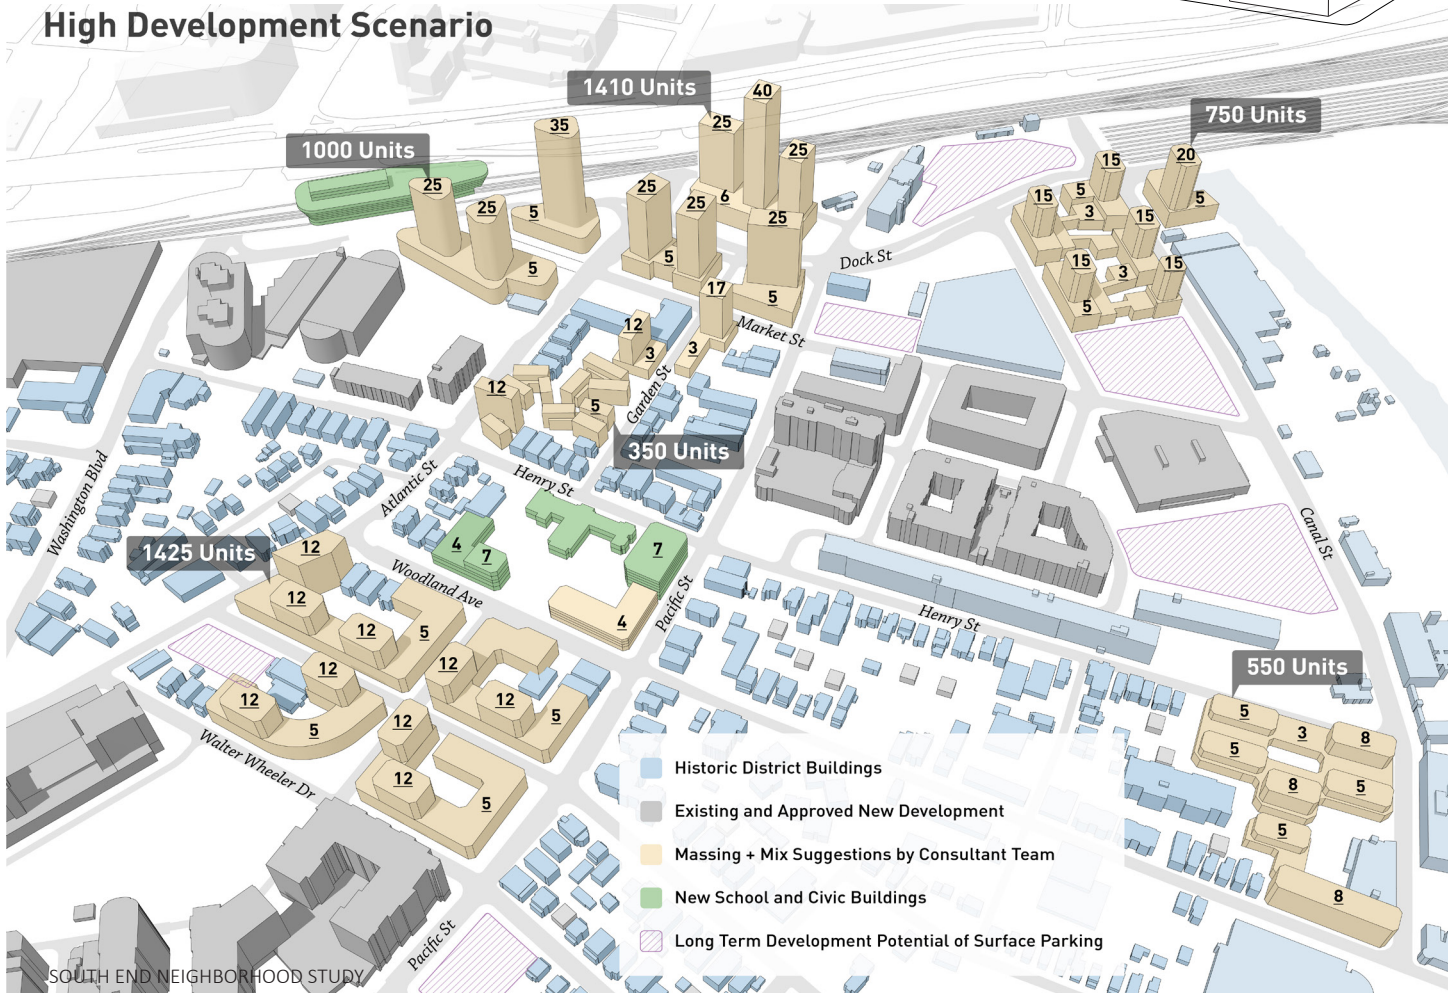 High Development Scenario
1410 Units
40
25
35
750 Units
1000 Units
25
15
20
25
25
5
15
5
25
6
25
5
3
15
25
5
25
15
5
Dock St
5
15
3
15
17
5
5
12
Market St
3
3
12
Garden St
5
350 Units
Henry St
Atlantic St
Washington Blvd
Canal St
1425 Units
12
4
7
7
Woodland Ave
12
Pacific St
4
Henry St
12
5
12
12
550 Units
12
12
5
5
5
12
3
8
Walter Wheeler Dr
5
12
5
8
5
5
8
Historic District Buildings
Existing and Approved New Development
Massing + Mix Suggestions by Consultant Team
New School and Civic Buildings
Long Term Development Potential of Surface Parking
Pacific St
SOUTH END NEIGHBORHOOD STUDY